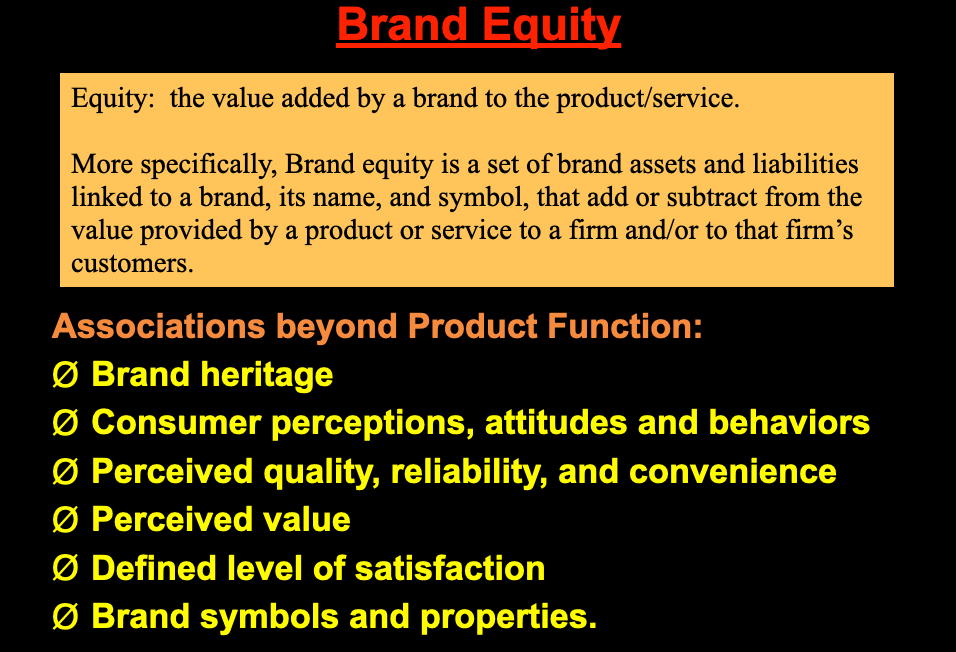 Brand Equity
Equity:  the value added by a brand to the product/service.
More specifically, Brand equity is a set of brand assets and liabilities
linked to a brand, its name, and symbol, that add or subtract from the
value provided by a product or service to a firm and/or to that firm’s
customers.
Associations beyond Product Function:
Ø Brand heritage
Ø Consumer perceptions, attitudes and behaviors
Ø Perceived quality, reliability, and convenience
Ø Perceived value
Ø Defined level of satisfaction
Ø Brand symbols and properties.